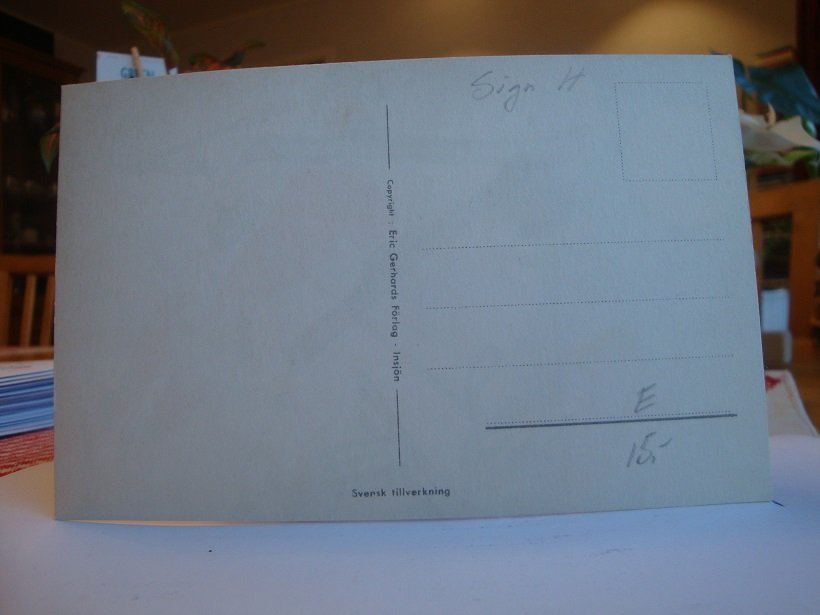 Sign H
Copyright : Eric Gerhards Förlag - Insjön
E
15:-
Svensk tillverkning